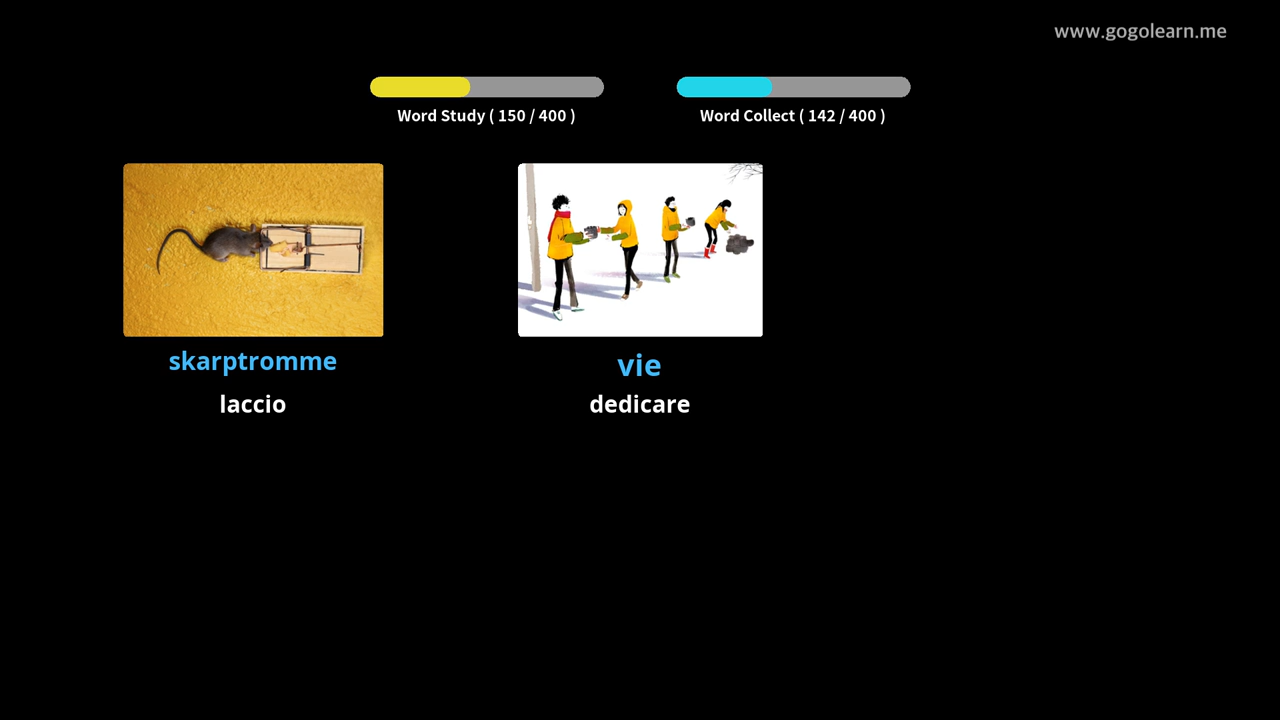 www.gogolearn.me
Word Study ( 150 / 400 )
Word Collect ( 142 / 400 )
skarptromme
vie
laccio
dedicare